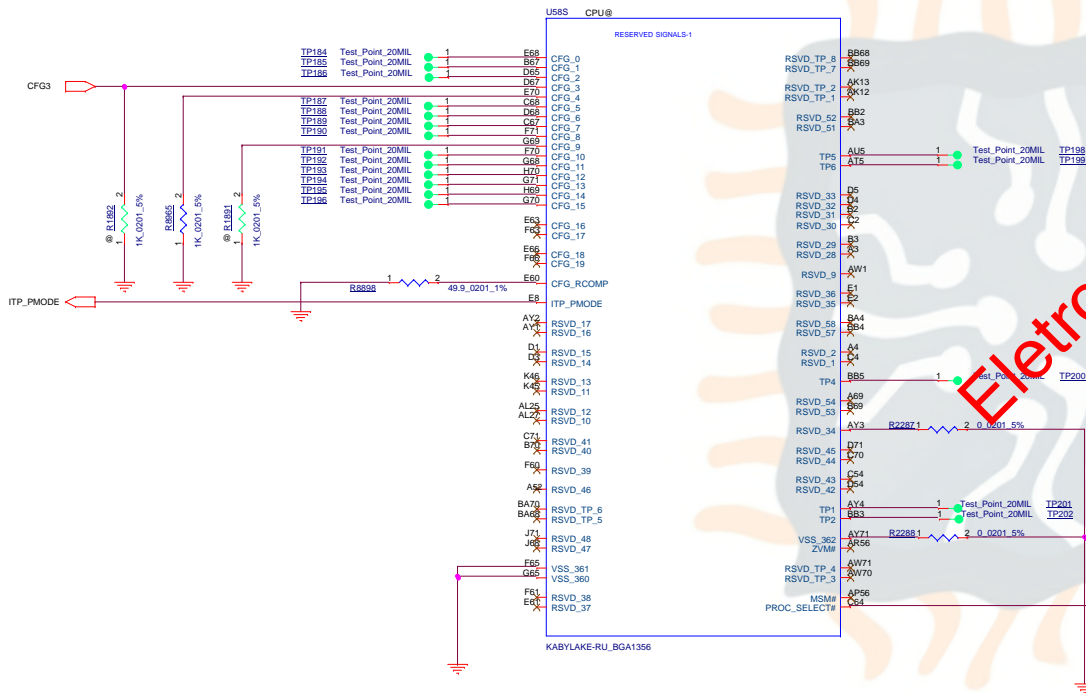 U58S CPU@
RESERVED SIGNALS-1
TP184 Test_Point_20MIL 1 E68 CFG_0
TP185 Test_Point_20MIL 1 B67 CFG_1
TP186 Test_Point_20MIL 1 D65 CFG_2
CFG3 D67 CFG_3
E70 CFG_4
TP187 Test_Point_20MIL 1 C68 CFG_5
TP188 Test_Point_20MIL 1 D68 CFG_6
TP189 Test_Point_20MIL 1 C67 CFG_7
TP190 Test_Point_20MIL 1 F71 CFG_8
G69 CFG_9
TP191 Test_Point_20MIL 1 F70 CFG_10
TP192 Test_Point_20MIL 1 G68 CFG_11
TP193 Test_Point_20MIL 1 H70 CFG_12
TP194 Test_Point_20MIL 1 G71 CFG_13
TP195 Test_Point_20MIL 1 H69 CFG_14
TP196 Test_Point_20MIL 1 G70 CFG_15
E63 CFG_16
F63 CFG_17
E66 CFG_18
F66 CFG_19
2 1 @ R1892 1K_0201_5%
2 1 R8965 1K_0201_5%
2 1 @ R1891 1K_0201_5%
R8898 1 2 49.9_0201_1% E60 CFG_RCOMP
ITP_PMODE E8 ITP_PMODE
AY2 RSVD_17
AY1 RSVD_16
D1 RSVD_15
D3 RSVD_14
K46 RSVD_13
K45 RSVD_11
AL25 RSVD_12
AL27 RSVD_10
C71 RSVD_41
B70 RSVD_40
F60 RSVD_39
A52 RSVD_46
BA70 RSVD_TP_6
BA68 RSVD_TP_5
J71 RSVD_48
J68 RSVD_47
F65 VSS_361
G65 VSS_360
F61 RSVD_38
E61 RSVD_37
RSVD_TP_8 BB68
RSVD_TP_7 BB69
RSVD_TP_2 AK13
RSVD_TP_1 AK12
RSVD_52 BB2
RSVD_51 BA3
TP5 AU5 1 Test_Point_20MIL TP198
TP6 AT5 1 Test_Point_20MIL TP199
RSVD_33 D5
RSVD_32 D4
RSVD_31 B2
RSVD_30 C2
RSVD_29 B3
RSVD_28 A3
RSVD_9 AW1
RSVD_36 E1
RSVD_35 E2
RSVD_58 BA4
RSVD_57 BB4
RSVD_2 A4
RSVD_1 C4
TP4 BB5 1 Test_Point_20MIL TP200
RSVD_54 A69
RSVD_53 B69
RSVD_34 AY3 R2287 1 2 0_0201_5%
RSVD_45 D71
RSVD_44 C70
RSVD_43 C54
RSVD_42 D54
TP1 AY4 1 Test_Point_20MIL TP201
TP2 BB3 1 Test_Point_20MIL TP202
VSS_362 AY71 R2288 1 2 0_0201_5%
ZVM# AR56
RSVD_TP_4 AW71
RSVD_TP_3 AW70
MSM# AP56
PROC_SELECT# C64
KABYLAKE-RU_BGA1356
Eletro